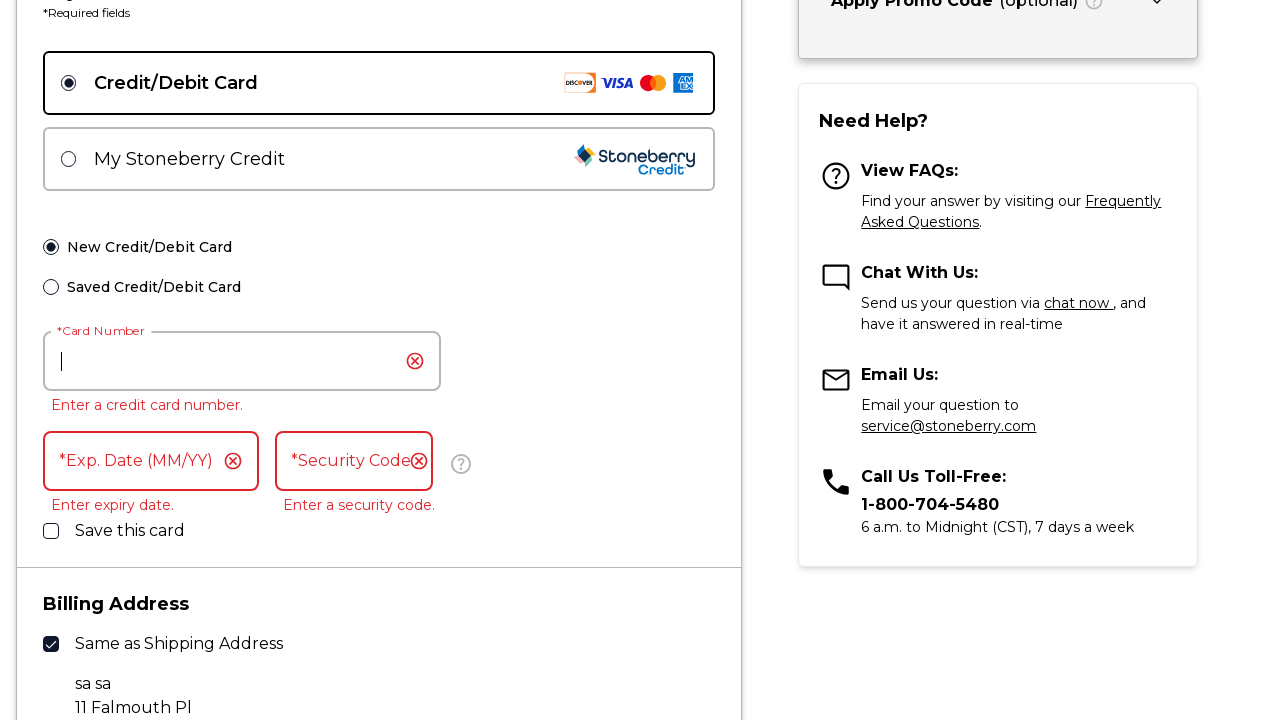 *Required fields
Apply Promo Code (optional)
Credit/Debit Card
DISCOVER VISA AMEX
My Stoneberry Credit
Stoneberry
Credit
New Credit/Debit Card
Saved Credit/Debit Card
*Card Number
Enter a credit card number.
*Exp. Date (MM/YY)
*Security Code
Enter expiry date.
Enter a security code.
Save this card
Billing Address
Same as Shipping Address
sa sa
11 Falmouth Pl
Need Help?
View FAQs:
Find your answer by visiting our Frequently
Asked Questions.
Chat With Us:
Send us your question via chat now , and
have it answered in real-time
Email Us:
Email your question to
service@stoneberry.com
Call Us Toll-Free:
1-800-704-5480
6 a.m. to Midnight (CST), 7 days a week